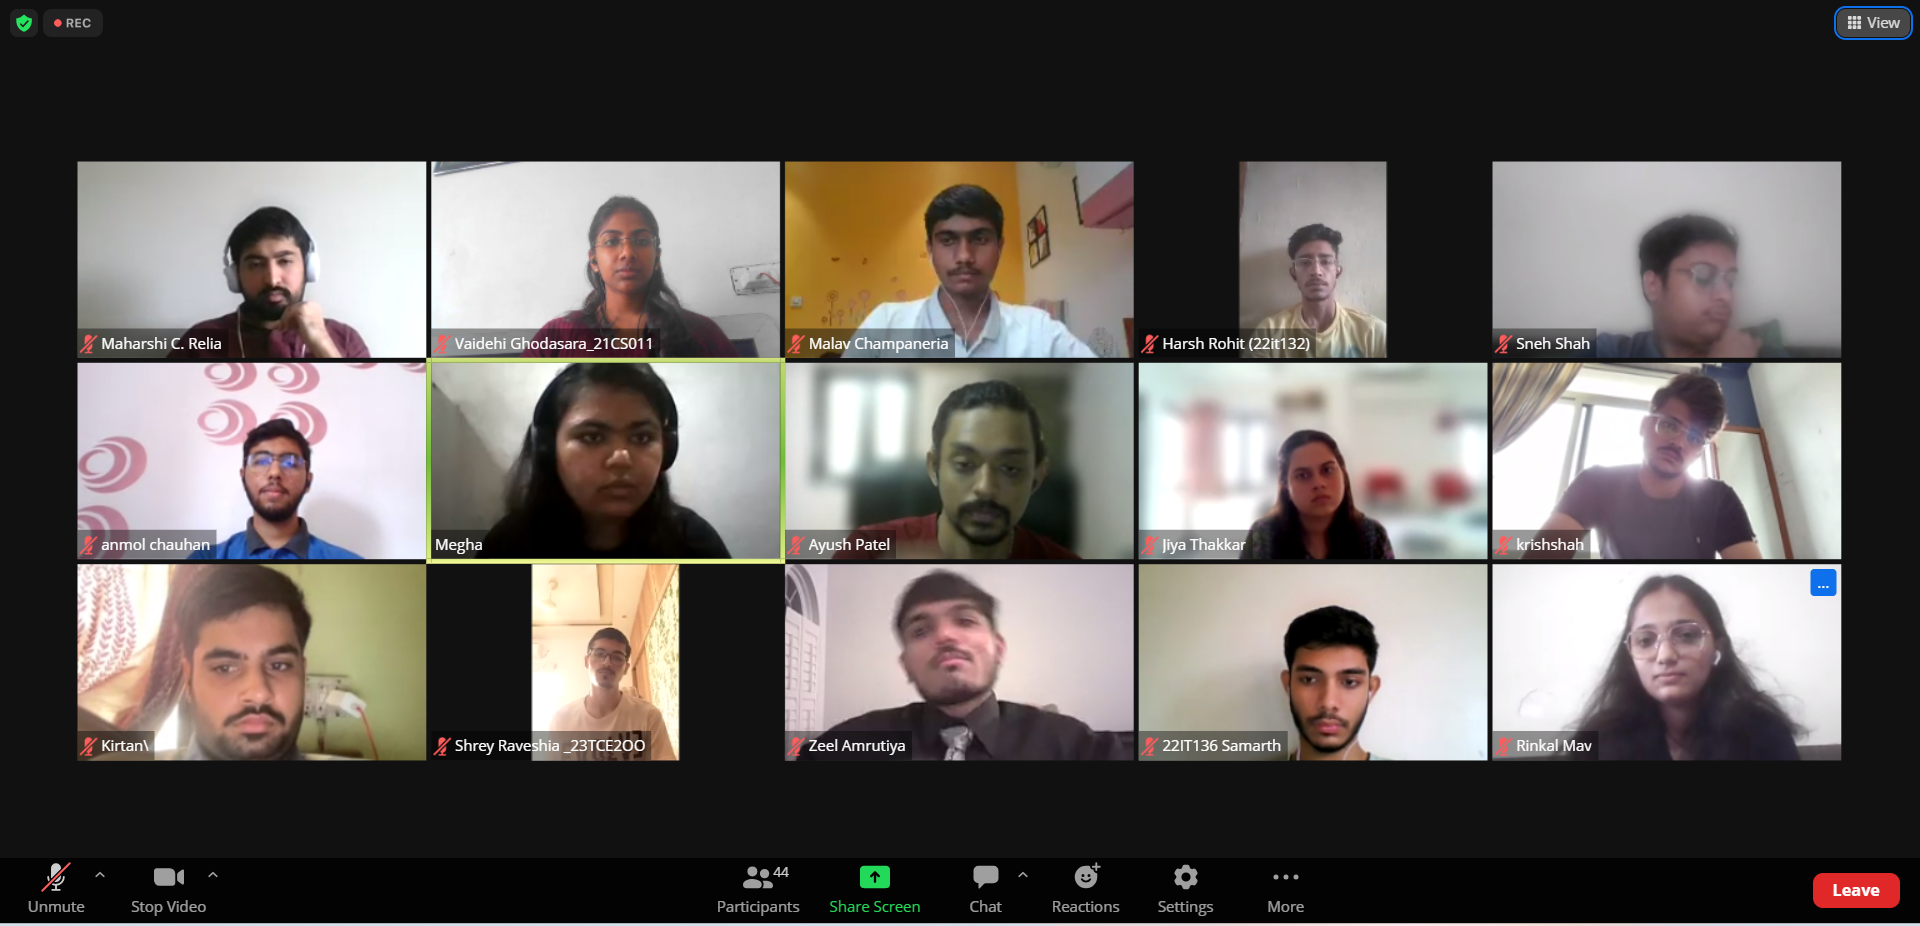 REC
View
Maharshi C. Relia
Vaidehi Ghodasara_21CS011
Malav Champaneria
Harsh Rohit (22it132)
Sneh Shah
anmol chauhan
Megha
Ayush Patel
Jiya Thakkar
krishshah
...
Kirtan\
Shrey Raveshia _23TCE2OO
Zeel Amrutiya
22IT136 Samarth
Rinkal Mav
44
Unmute
Stop Video
Participants
Share Screen
Chat
Reactions
Settings
More
Leave